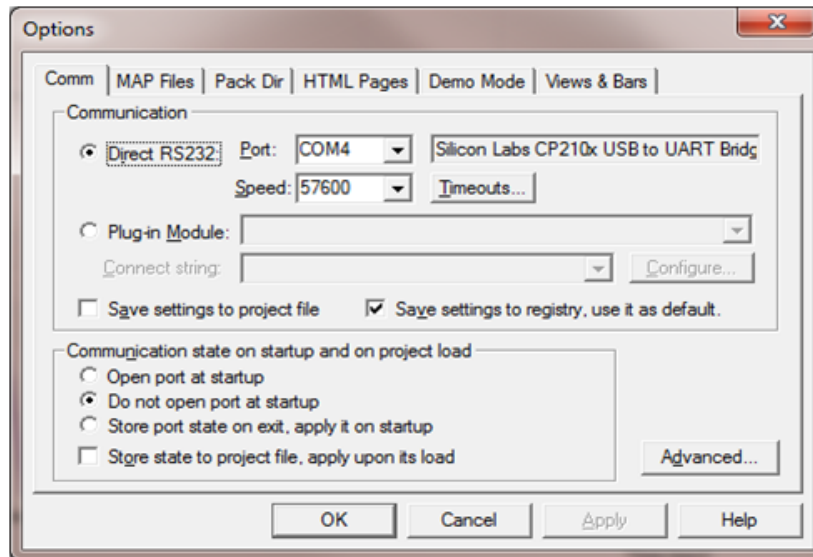 Options
Comm MAP Files Pack Dir HTML Pages Demo Mode Views & Bars
Communication
Direct RS232: Port: COM4 Silicon Labs CP210x USB to UART Bridg
Speed: 57600 Timeouts...
Plug-in Module:
Connect string: Configure...
Save settings to project file Save settings to registry, use it as default.
Communication state on startup and on project load
Open port at startup
Do not open port at startup
Store port state on exit, apply it on startup
Store state to project file, apply upon its load Advanced...
OK Cancel Apply Help